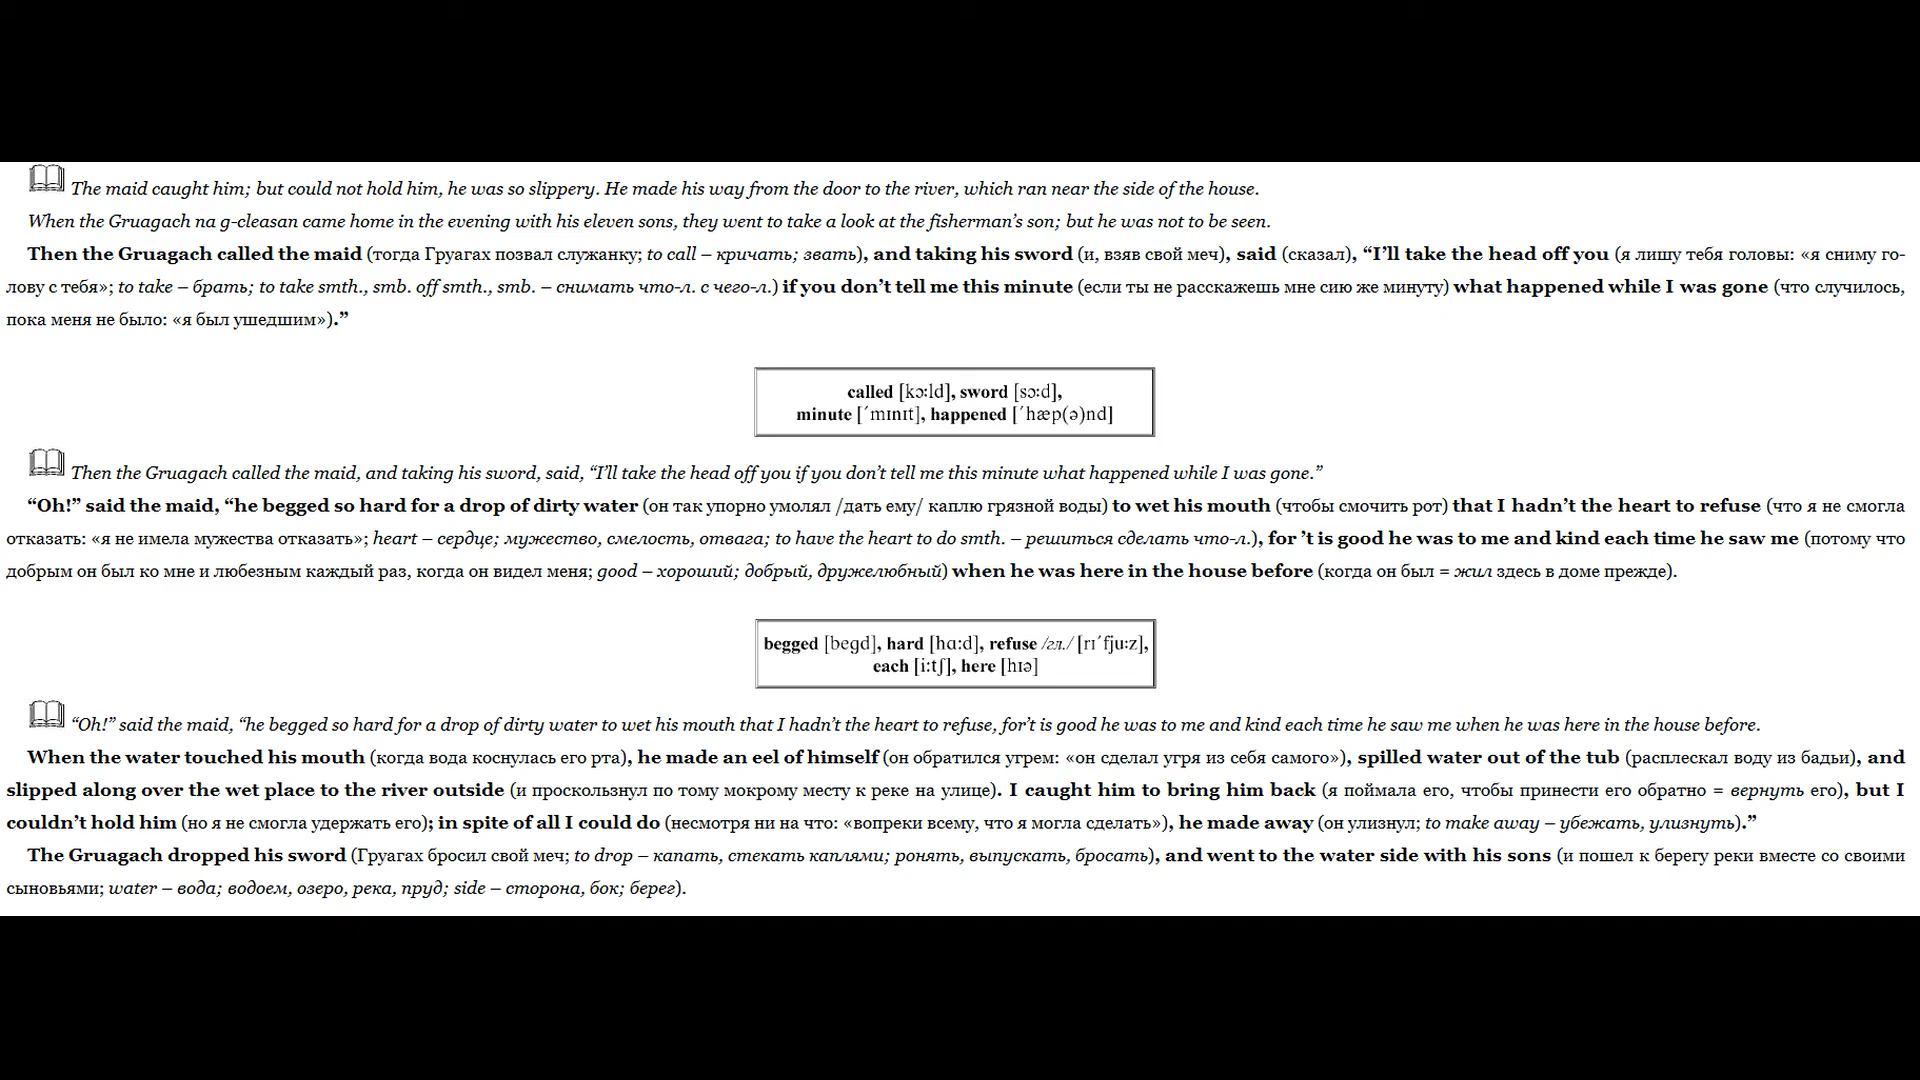 The maid caught him; but could not hold him, he was so slippery. He made his way from the door to the river, which ran near the side of the house.
When the Gruagach na g-cleasan came home in the evening with his eleven sons, they went to take a look at the fisherman’s son; but he was not to be seen.
Then the Gruagach called the maid (тогда Груагах позвал служанку; to call – кричать; звать), and taking his sword (и, взяв свой меч), said (сказал), “I’ll take the head off you (я лишу тебя головы: «я сниму го-
лову с тебя»; to take – брать; to take smth., smb. off smth., smb. – снимать что-л. с чего-л.) if you don’t tell me this minute (если ты не расскажешь мне сию же минуту) what happened while I was gone (что случилось,
пока меня не было: «я был ушедшим»).”
called [kɔ:ld], sword [sɔ:d],
minute [ˊmɪnɪt], happened [ˊhæp(ə)nd]
Then the Gruagach called the maid, and taking his sword, said, “I’ll take the head off you if you don’t tell me this minute what happened while I was gone.”
“Oh!” said the maid, “he begged so hard for a drop of dirty water (он так упорно умолял /дать ему/ каплю грязной воды) to wet his mouth (чтобы смочить рот) that I hadn’t the heart to refuse (что я не смогла
отказать: «я не имела мужества отказать»; heart – сердце; мужество, смелость, отвага; to have the heart to do smth. – решиться сделать что-л.), for ’t is good he was to me and kind each time he saw me (потому что
добрым он был ко мне и любезным каждый раз, когда он видел меня; good – хороший; добрый, дружелюбный) when he was here in the house before (когда он был = жил здесь в доме прежде).
begged [begd], hard [hɑ:d], refuse /гл./ [rɪˊfju:z],
each [i:tʃ], here [hɪə]
“Oh!” said the maid, “he begged so hard for a drop of dirty water to wet his mouth that I hadn’t the heart to refuse, for’t is good he was to me and kind each time he saw me when he was here in the house before.
When the water touched his mouth (когда вода коснулась его рта), he made an eel of himself (он обратился угрем: «он сделал угря из себя самого»), spilled water out of the tub (расплескал воду из бадьи), and
slipped along over the wet place to the river outside (и проскользнул по тому мокрому месту к реке на улице). I caught him to bring him back (я поймала его, чтобы принести его обратно = вернуть его), but I
couldn’t hold him (но я не смогла удержать его); in spite of all I could do (несмотря ни на что: «вопреки всему, что я могла сделать»), he made away (он улизнул; to make away – убежать, улизнуть).”
The Gruagach dropped his sword (Груагах бросил свой меч; to drop – капать, стекать каплями; ронять, выпускать, бросать), and went to the water side with his sons (и пошел к берегу реки вместе со своими
сыновьями; water – вода; водоем, озеро, река, пруд; side – сторона, бок; берег).